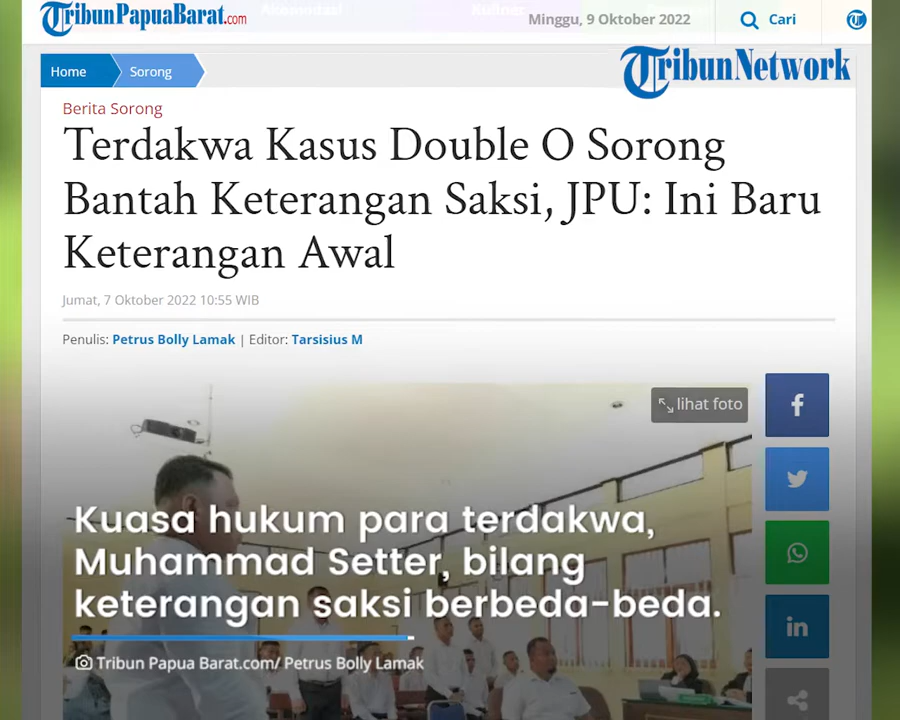 TribunPapuaBarat.com
Minggu, 9 Oktober 2022
Cari
Home
Sorong
TribunNetwork
Berita Sorong
Terdakwa Kasus Double O Sorong
Bantah Keterangan Saksi, JPU: Ini Baru
Keterangan Awal
Jumat, 7 Oktober 2022 10:55 WIB
Penulis: Petrus Bolly Lamak | Editor: Tarsisius M
lihat foto
Kuasa hukum para terdakwa,
Muhammad Setter, bilang
keterangan saksi berbeda-beda.
Tribun Papua Barat.com/ Petrus Bolly Lamak